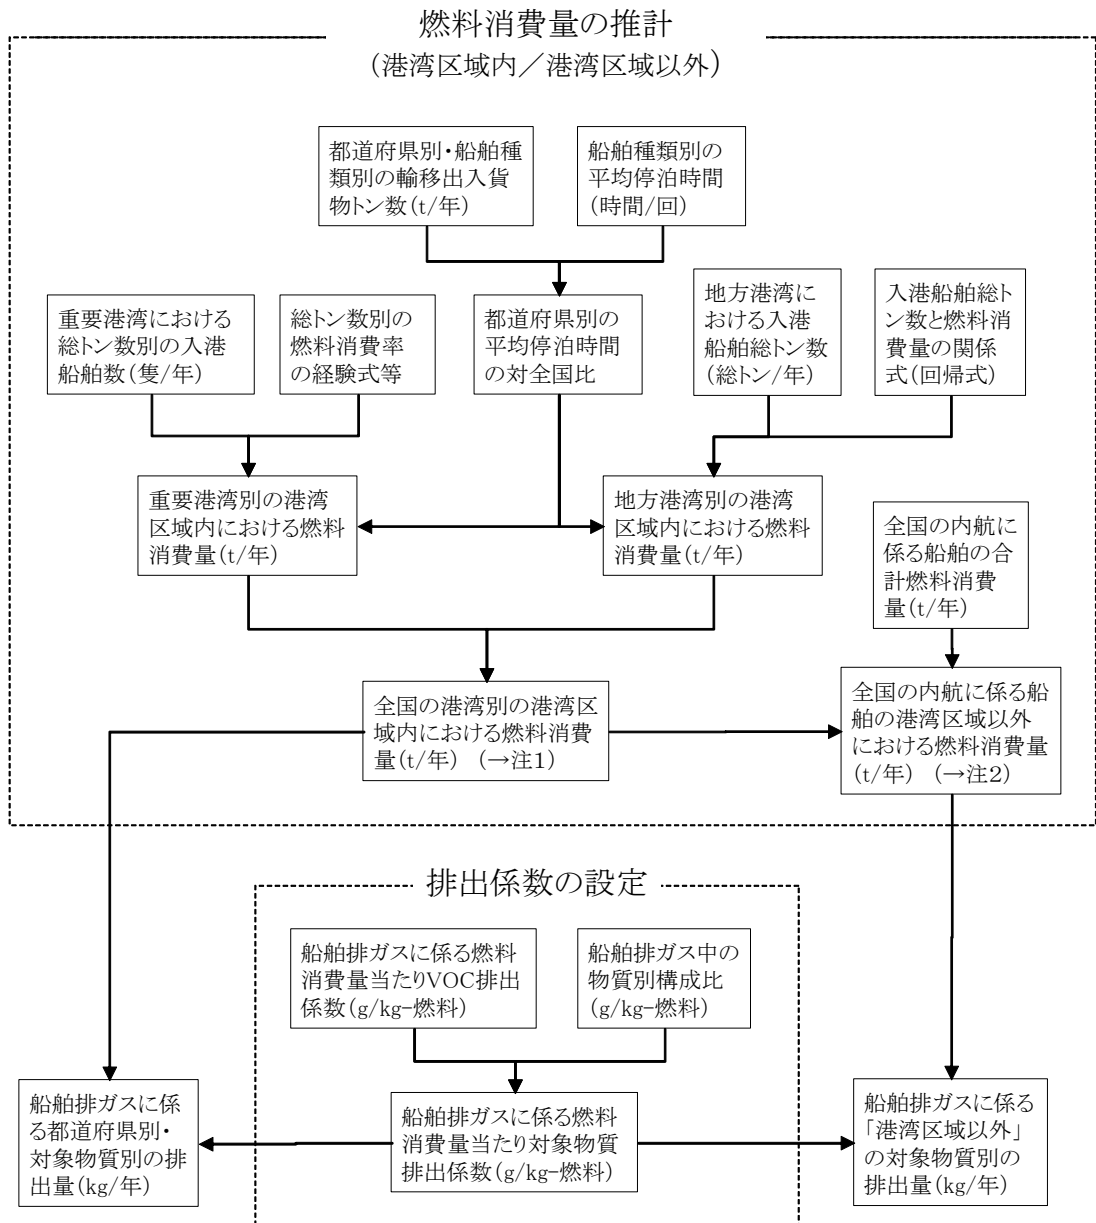 燃料消費量の推計
(港湾区域内／港湾区域以外)
都道府県別・船舶種
類別の輸移出入貨
物トン数(t/年)
船舶種類別の
平均停泊時間
(時間/回)
重要港湾における
総トン数別の入港
船舶数(隻/年)
総トン数別の
燃料消費率
の経験式等
都道府県別の
平均停泊時間
の対全国比
地方港湾に
おける入港
船舶総トン数
(総トン/年)
入港船舶総ト
ン数と燃料消
費量の関係
式(回帰式)
重要港湾別の港湾
区域内における燃料
消費量(t/年)
地方港湾別の港湾
区域内における燃料
消費量(t/年)
全国の内航に
係る船舶の合
計燃料消費
量(t/年)
全国の港湾別の港湾区
域内における燃料消費
量(t/年) (→注1)
全国の内航に係る船
舶の港湾区域以外
における燃料消費量
(t/年) (→注2)
排出係数の設定
船舶排ガスに係る燃料
消費量当たりVOC排出
係数(g/kg-燃料)
船舶排ガス中の
物質別構成比
(g/kg-燃料)
船舶排ガスに係
る都道府県別・
対象物質別の排
出量(kg/年)
船舶排ガスに係る燃料
消費量当たり対象物質
排出係数(g/kg-燃料)
船舶排ガスに係る
「港湾区域以外」
の対象物質別の
排出量(kg/年)